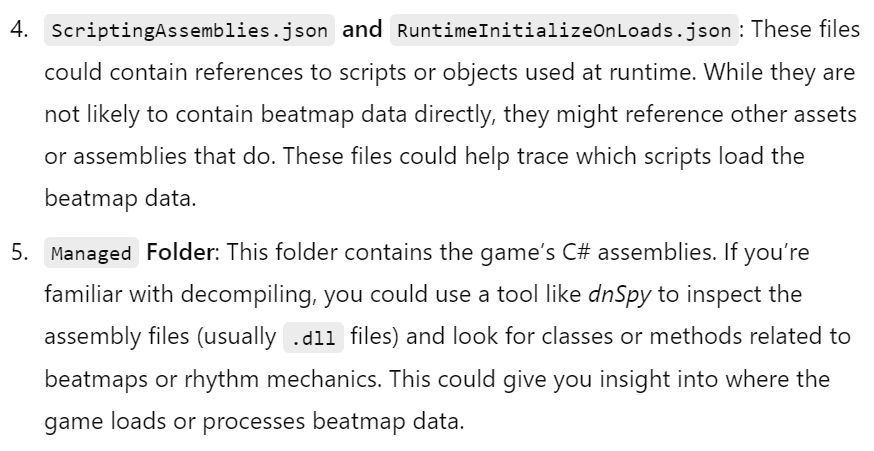 4. ScriptingAssemblies.json and RuntimeInitializeOnLoads.json: These files
could contain references to scripts or objects used at runtime. While they are
not likely to contain beatmap data directly, they might reference other assets
or assemblies that do. These files could help trace which scripts load the
beatmap data.
5. Managed Folder: This folder contains the game’s C# assemblies. If you’re
familiar with decompiling, you could use a tool like dnSpy to inspect the
assembly files (usually .dll files) and look for classes or methods related to
beatmaps or rhythm mechanics. This could give you insight into where the
game loads or processes beatmap data.